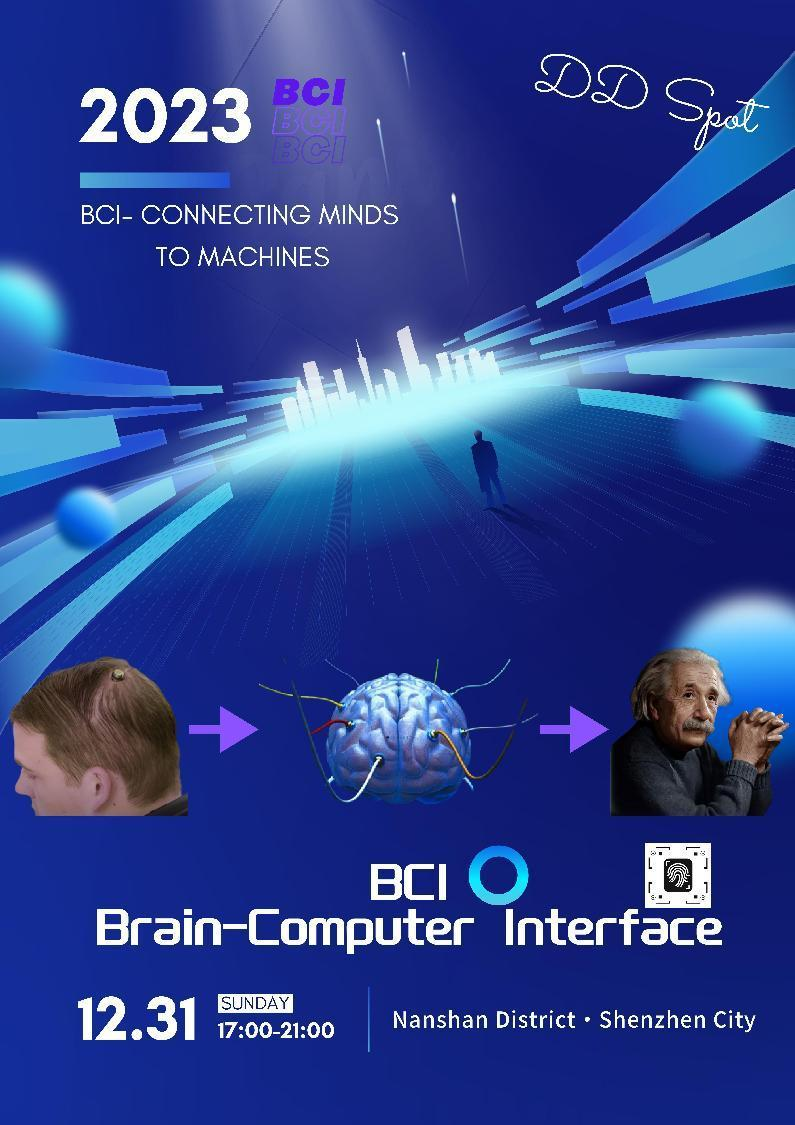 2023
BCI
BCI
BCI
DD Spot
BCI- CONNECTING MINDS
TO MACHINES
BCI
Brain-Computer Interface
12.31
SUNDAY
17:00-21:00
Nanshan District · Shenzhen City